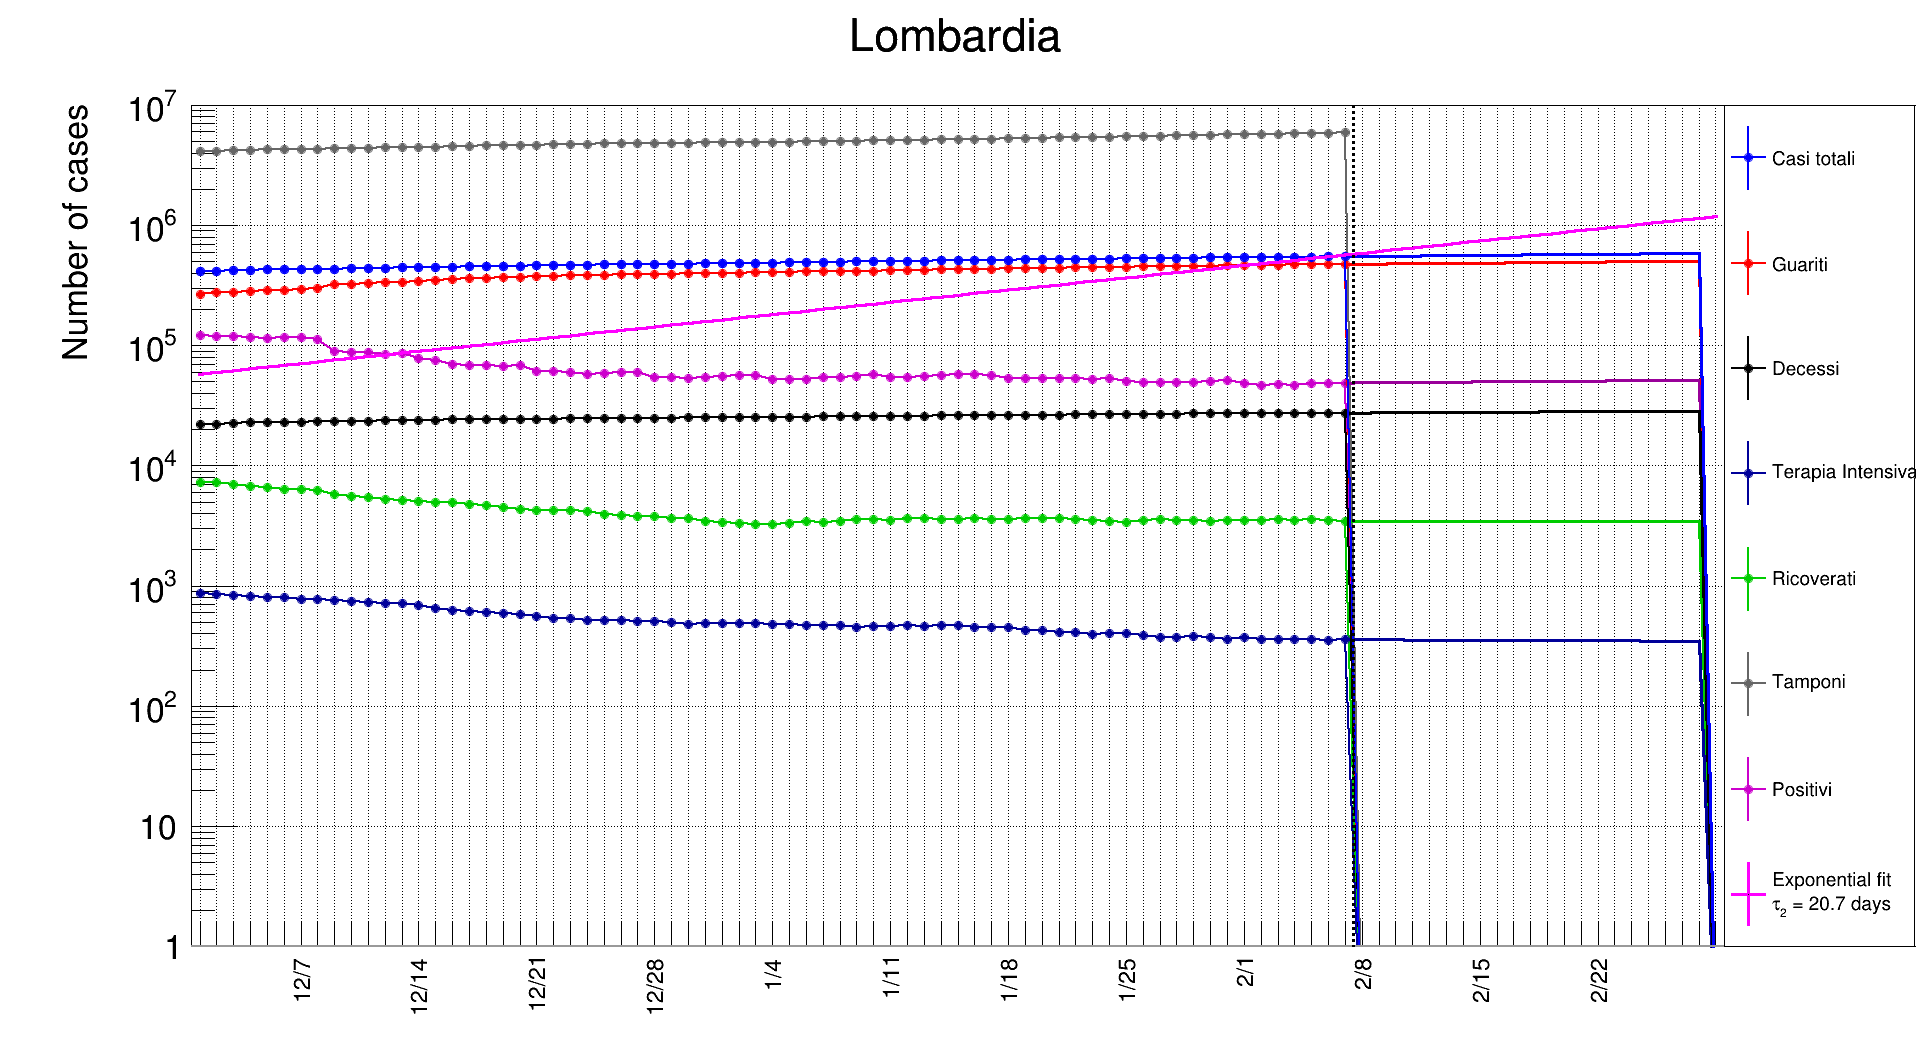 Lombardia
Number of cases
10^7
10^6
10^5
10^4
10^3
10^2
10
1
12/7
12/14
12/21
12/28
1/4
1/11
1/18
1/25
2/1
2/8
2/15
2/22
Casi totali
Guariti
Decessi
Terapia Intensiva
Ricoverati
Tamponi
Positivi
Exponential fit
τ_2 = 20.7 days